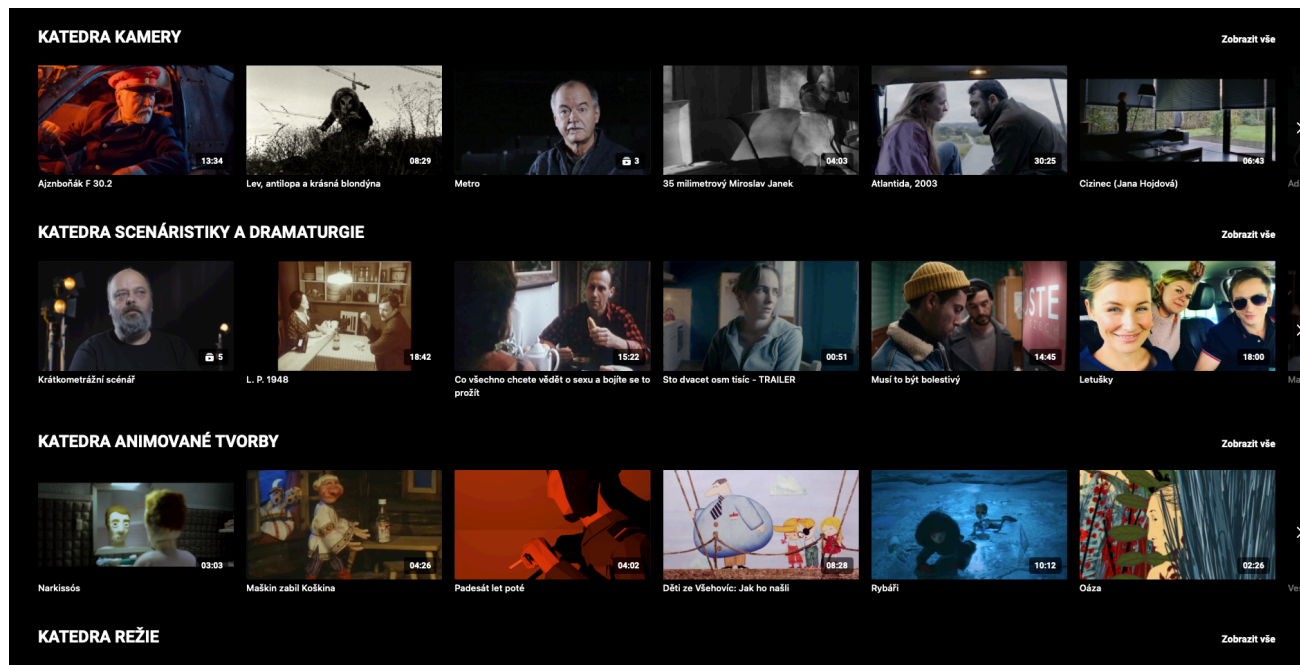 KATEDRA KAMERY
Zobrazit vše
13:34
08:29
3
04:03
30:25
06:43
Ajznboňák F 30.2
Lev, antilopa a krásná blondýna
Metro
35 milimetrový Miroslav Janek
Atlantida, 2003
Cizinec (Jana Hojdová)
Ad
KATEDRA SCENÁRISTIKY A DRAMATURGIE
Zobrazit vše
STE
5
18:42
15:22
00:51
14:45
18:00
Krátkometrážní scénář
L. P. 1948
Co všechno chcete vědět o sexu a bojíte se to
prožít
Sto dvacet osm tisíc - TRAILER
Musí to být bolestivý
Letušky
Ma
KATEDRA ANIMOVANÉ TVORBY
Zobrazit vše
03:03
04:26
04:02
08:28
10:12
02:26
Narkissós
Maškin zabil Koškina
Padesát let poté
Děti ze Všehovíc: Jak ho našli
Rybáři
Oáza
Ves
KATEDRA REŽIE
Zobrazit vše